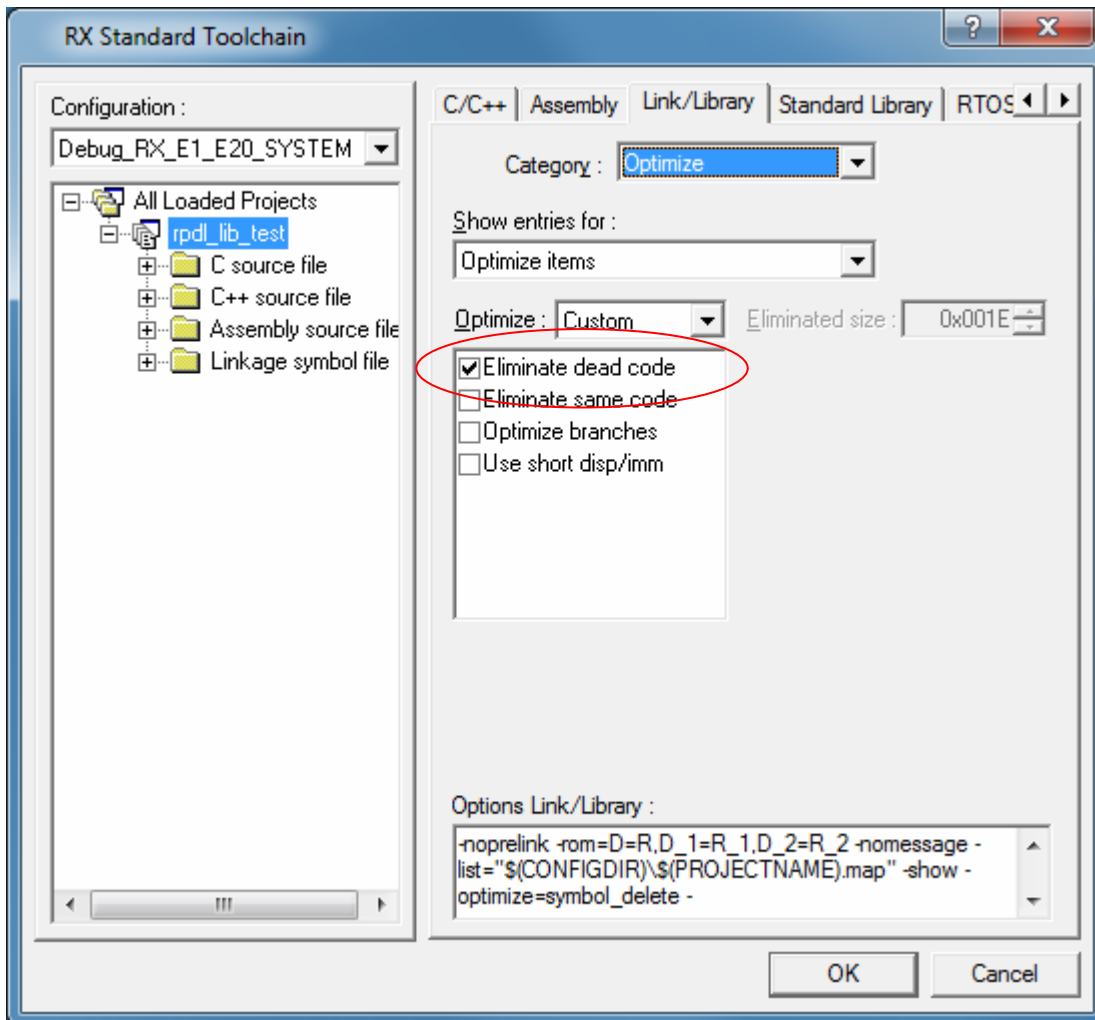 RX Standard Toolchain
Configuration :
Debug_RX_E1_E20_SYSTEM
All Loaded Projects
rpdl_lib_test
C source file
C++ source file
Assembly source file
Linkage symbol file
C/C++
Assembly
Link/Library
Standard Library
RTOS
Category :
Optimize
Show entries for :
Optimize items
Optimize :
Custom
Eliminated size :
0x001E
Eliminate dead code
Eliminate same code
Optimize branches
Use short disp/imm
Options Link/Library :
-noprelink -rom=D=R,D_1=R_1,D_2=R_2 -nomessage -
list="$(CONFIGDIR)\$(PROJECTNAME).map" -show -
optimize=symbol_delete -
OK
Cancel